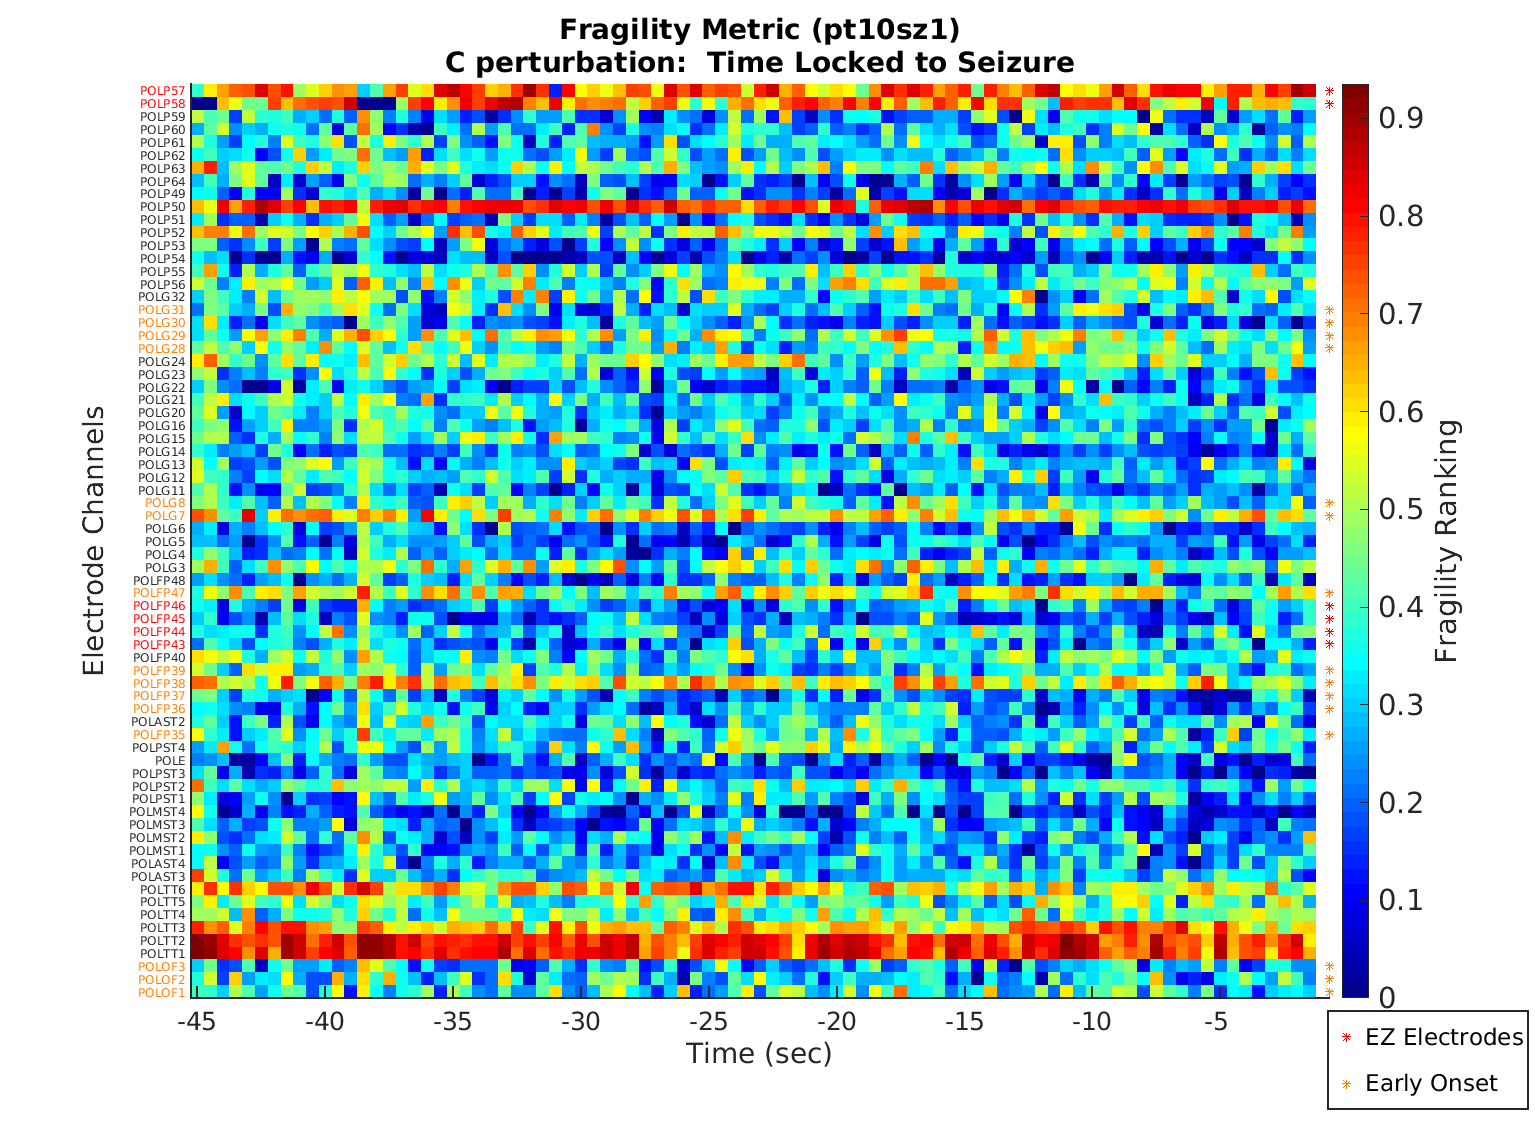 Fragility Metric (pt10sz1)
C perturbation:  Time Locked to Seizure
Electrode Channels
POLP57
POLP58
POLP59
POLP60
POLP61
POLP62
POLP63
POLP64
POLP49
POLP50
POLP51
POLP52
POLP53
POLP54
POLP55
POLP56
POLG32
POLG31
POLG30
POLG29
POLG28
POLG24
POLG23
POLG22
POLG21
POLG20
POLG16
POLG15
POLG14
POLG13
POLG12
POLG11
POLG8
POLG7
POLG6
POLG5
POLG4
POLG3
POLFP48
POLFP47
POLFP46
POLFP45
POLFP44
POLFP43
POLFP40
POLFP39
POLFP38
POLFP37
POLFP36
POLAST2
POLFP35
POLPST4
POLE
POLPST3
POLPST2
POLPST1
POLMST4
POLMST3
POLMST2
POLMST1
POLAST4
POLAST3
POLTT6
POLTT5
POLTT4
POLTT3
POLTT2
POLTT1
POLOF3
POLOF2
POLOF1
-45 -40 -35 -30 -25 -20 -15 -10 -5
Time (sec)
0.9
0.8
0.7
0.6
0.5
0.4
0.3
0.2
0.1
0
Fragility Ranking
EZ Electrodes
Early Onset